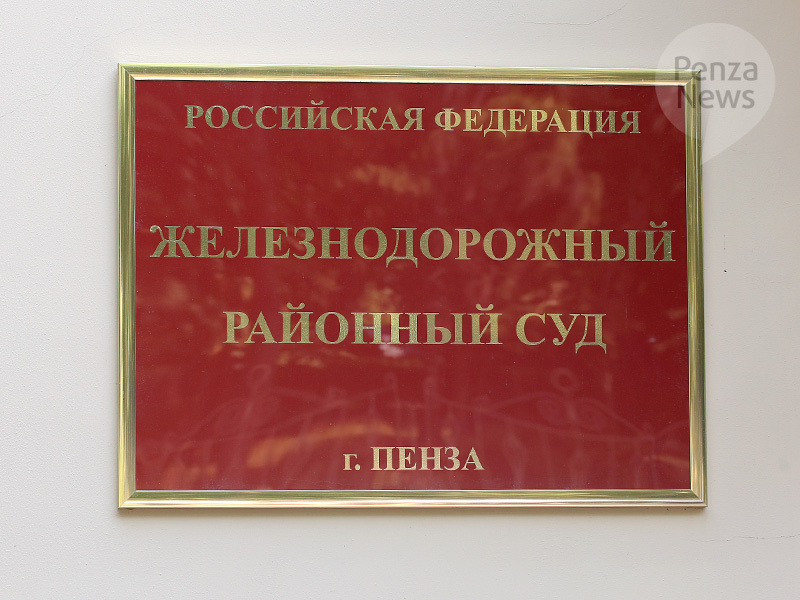 Penza
News
РОССИЙСКАЯ ФЕДЕРАЦИЯ
ЖЕЛЕЗНОДОРОЖНЫЙ
РАЙОННЫЙ СУД
г. ПЕНЗА